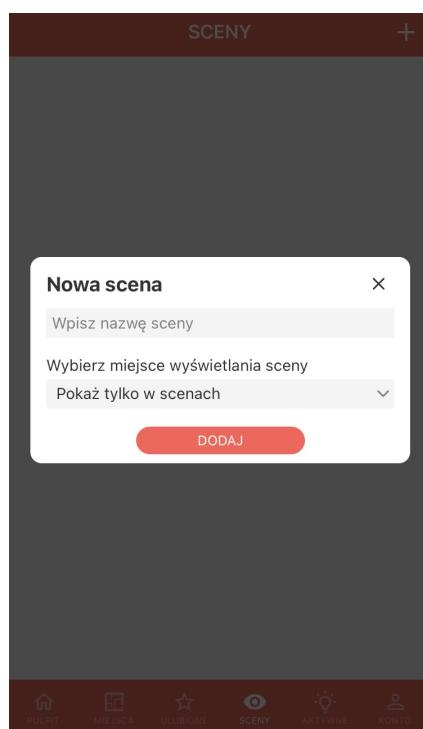 SCENY
Nowa scena
Wpisz nazwę sceny
Wybierz miejsce wyświetlania sceny
Pokaż tylko w scenach
DODAJ
PULPIT MIEJSCA ULUBIONE SCENY AKTYWNE KONTO